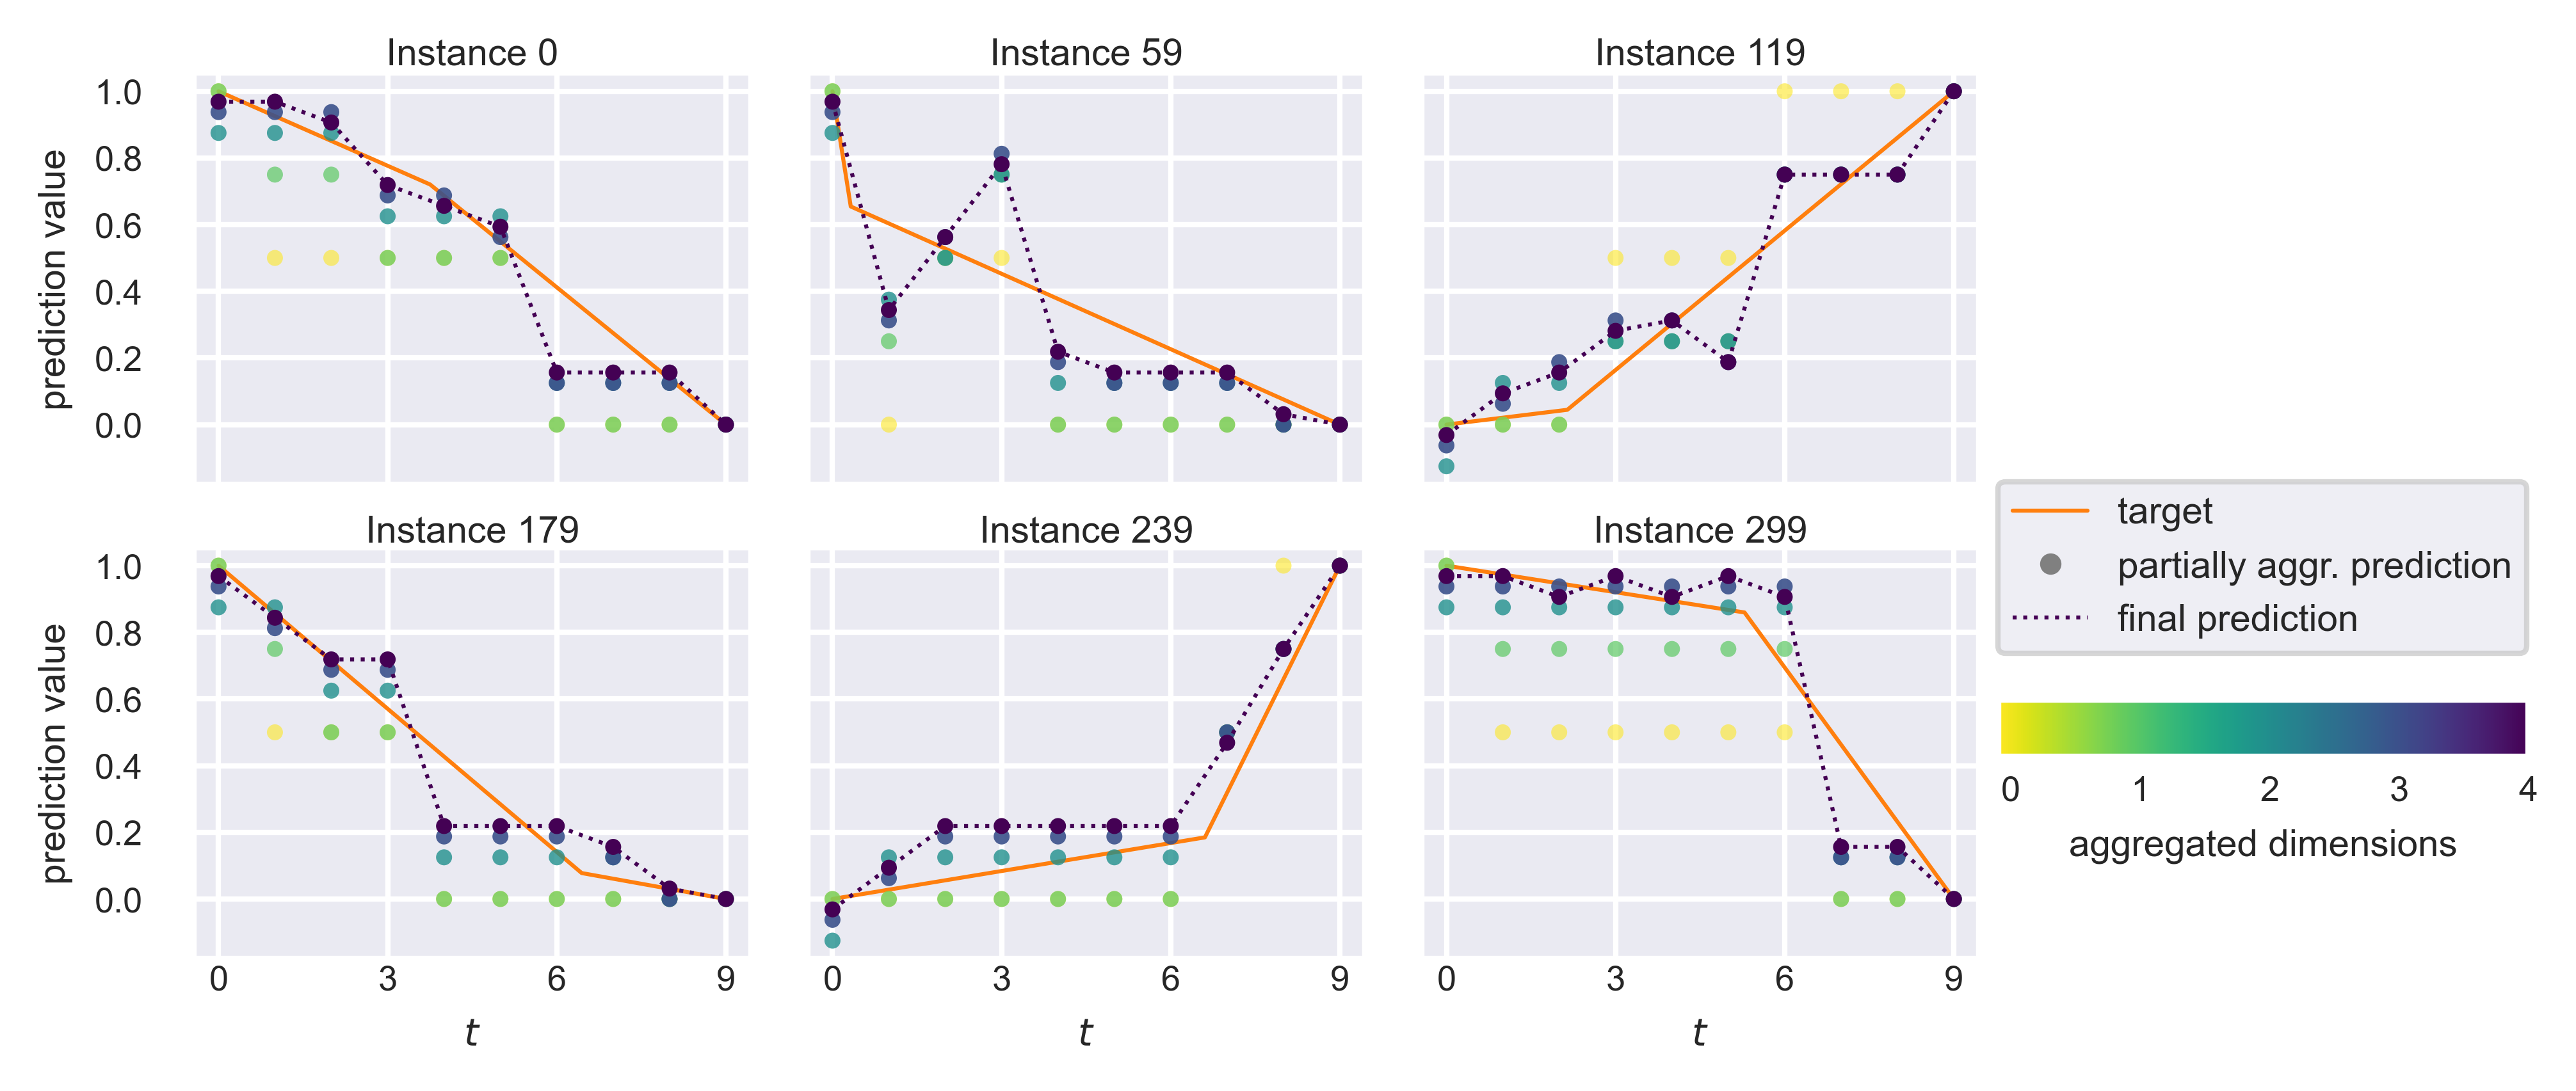 Instance 0
Instance 59
Instance 119
prediction value
1.0
0.8
0.6
0.4
0.2
0.0
Instance 179
Instance 239
Instance 299
prediction value
1.0
0.8
0.6
0.4
0.2
0.0
0 3 6 9
0 3 6 9
0 3 6 9
t
t
t
target
partially aggr. prediction
final prediction
0 1 2 3 4
aggregated dimensions